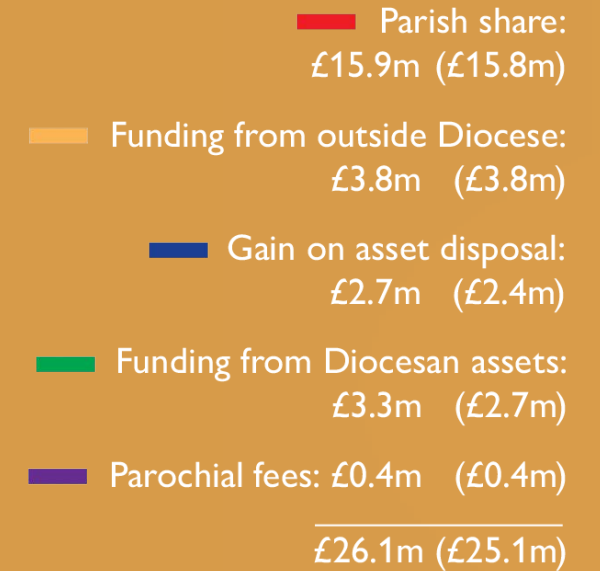 Parish share:
£15.9m (£15.8m)
Funding from outside Diocese:
£3.8m (£3.8m)
Gain on asset disposal:
£2.7m (£2.4m)
Funding from Diocesan assets:
£3.3m (£2.7m)
Parochial fees: £0.4m (£0.4m)
£26.1m (£25.1m)